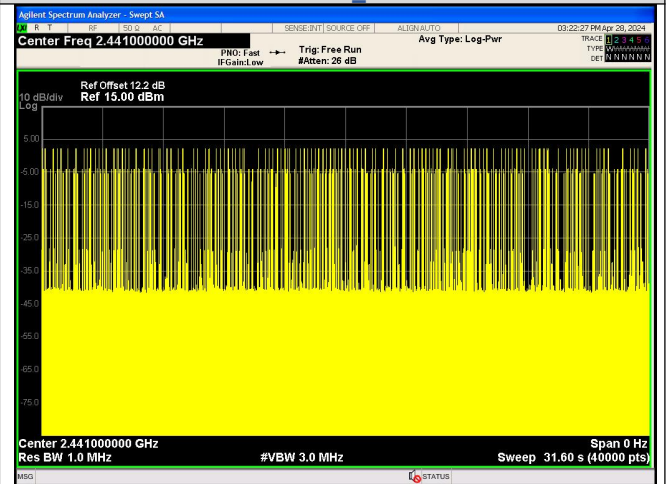 Agilent Spectrum Analyzer - Swept SA
R T RF 50 Ω AC SENSE:INT SOURCE OFF ALIGN AUTO 03:22:27 PM Apr 28, 2024
Center Freq 2.441000000 GHz
PNO: Fast
IFGain:Low
Trig: Free Run
#Atten: 26 dB
Avg Type: Log-Pwr
TRACE 1 2 3 4 5 6
TYPE
DET N N N N N N
Ref Offset 12.2 dB
10 dB/div Ref 15.00 dBm
Log
5.00
-5.00
-15.0
-25.0
-35.0
-45.0
-55.0
-65.0
-75.0
Center 2.441000000 GHz Span 0 Hz
Res BW 1.0 MHz #VBW 3.0 MHz Sweep 31.60 s (40000 pts)
MSG STATUS